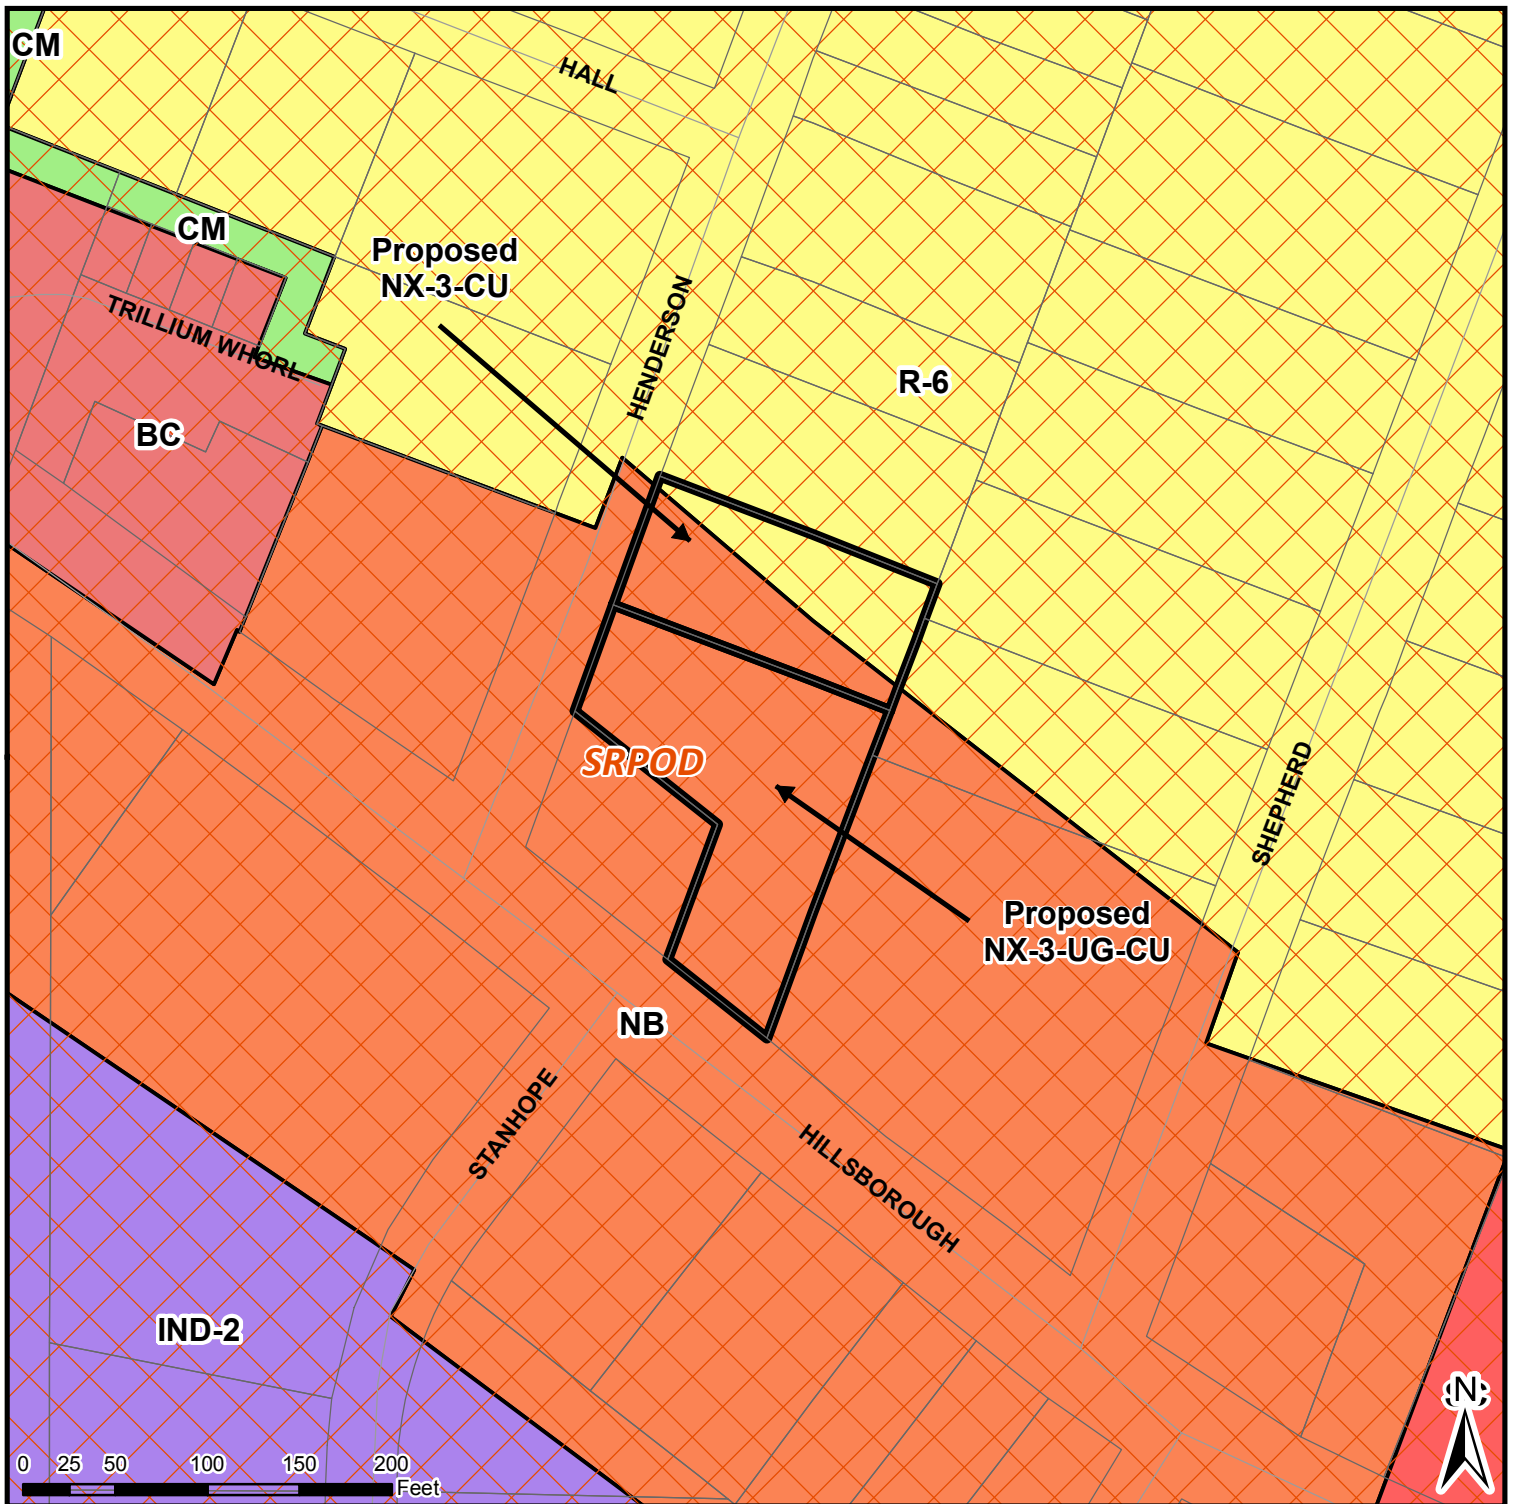 CM
HALL
CM
Proposed
NX-3-CU
HENDERSON
TRILLIUM WHORL
R-6
BC
SRPOD
SHEPHERD
Proposed
NX-3-UG-CU
NB
STANHOPE
HILLSBOROUGH
IND-2
N
0 25 50 100 150 200
Feet